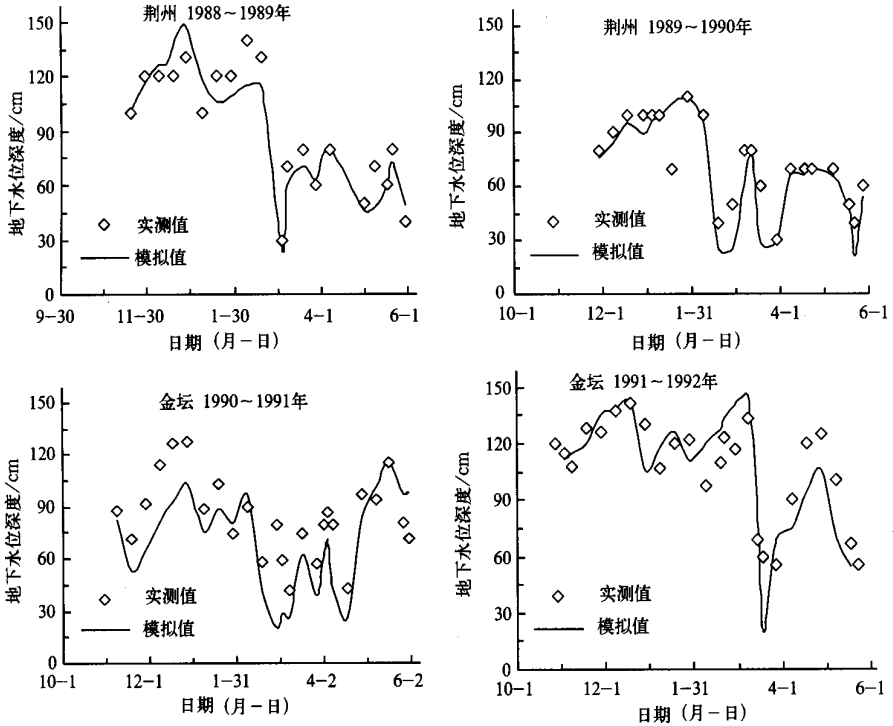 荆州 1988～1989年
150
120
90
60
30
0
地下水位深度/cm
实测值
模拟值
9-30
11-30
1-30
4-1
6-1
日期（月－日）
荆州 1989～1990年
150
120
90
60
30
0
地下水位深度/cm
实测值
模拟值
10-1
12-1
1-31
4-1
6-1
日期（月－日）
金坛 1990～1991年
150
120
90
60
30
0
地下水位深度/cm
实测值
模拟值
10-1
12-1
1-31
4-2
6-2
日期（月－日）
金坛 1991～1992年
150
120
90
60
30
0
地下水位深度/cm
实测值
模拟值
10-1
12-1
1-31
4-1
6-1
日期（月－日）